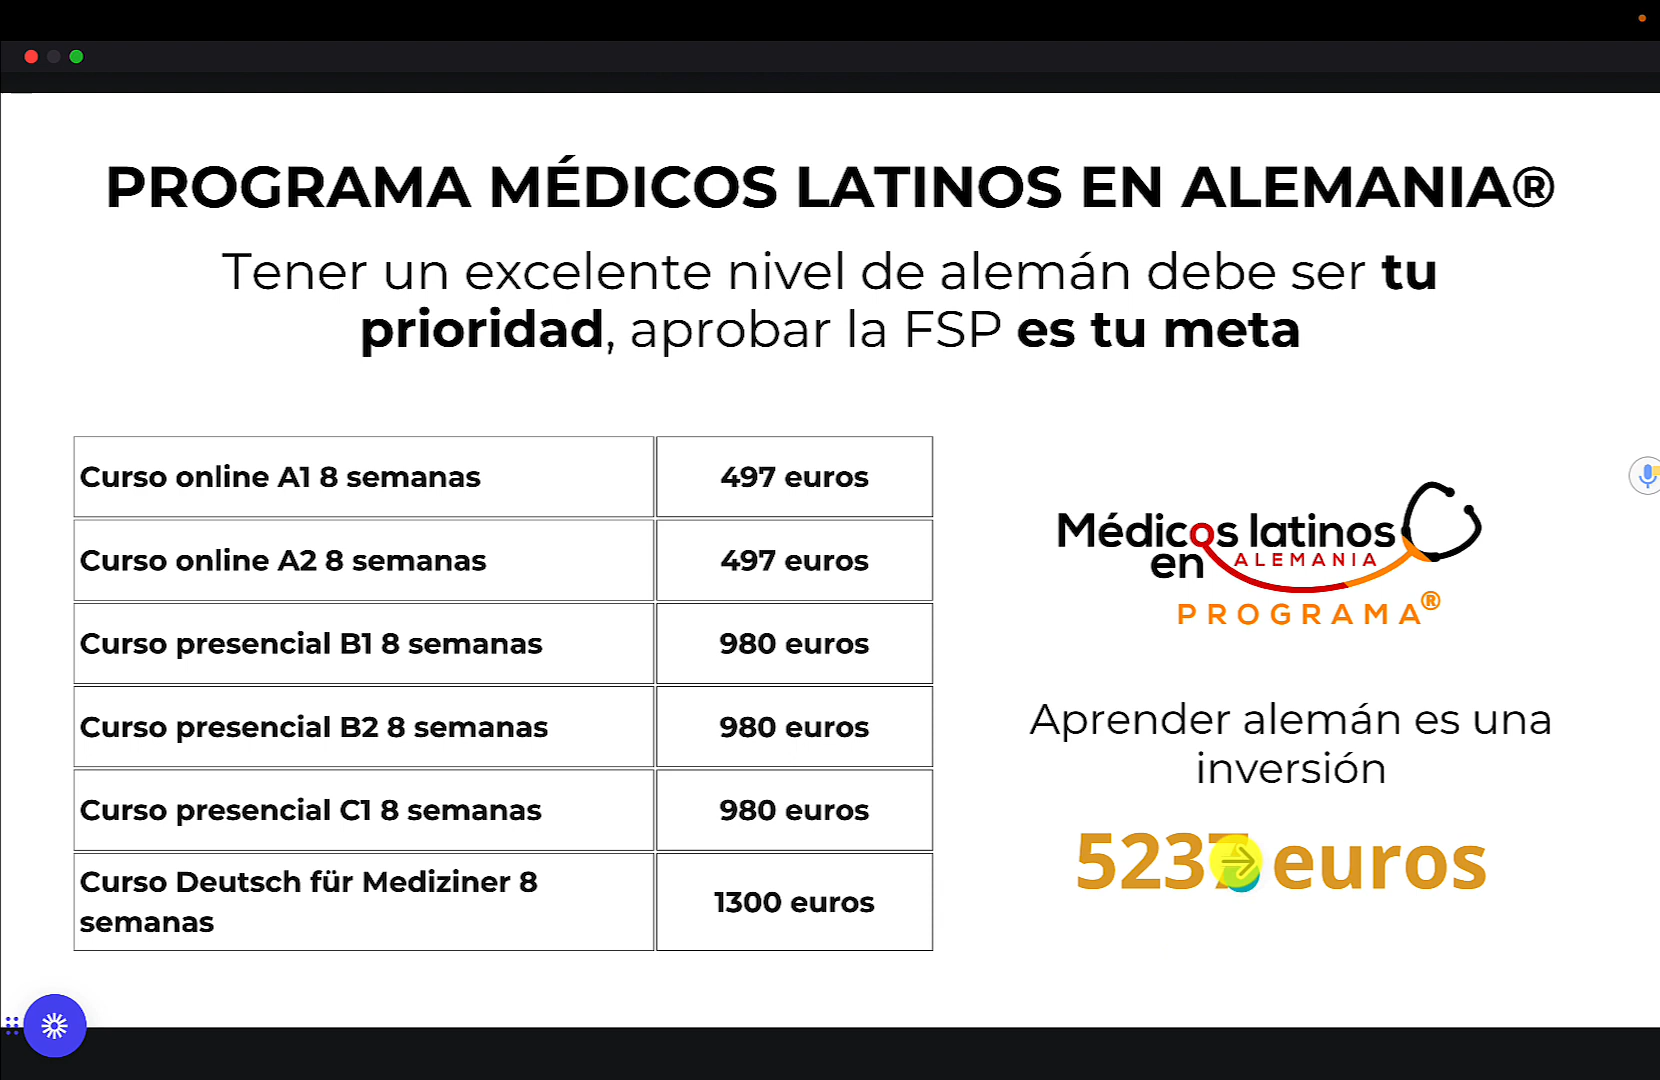 PROGRAMA MÉDICOS LATINOS EN ALEMANIA®
Tener un excelente nivel de alemán debe ser tu
prioridad, aprobar la FSP es tu meta
Curso online A1 8 semanas
497 euros
Curso online A2 8 semanas
497 euros
Curso presencial B1 8 semanas
980 euros
Curso presencial B2 8 semanas
980 euros
Curso presencial C1 8 semanas
980 euros
Curso Deutsch für Mediziner 8
semanas
1300 euros
Médicos latinos
en ALEMANIA
PROGRAMA®
Aprender alemán es una
inversión
5237 euros